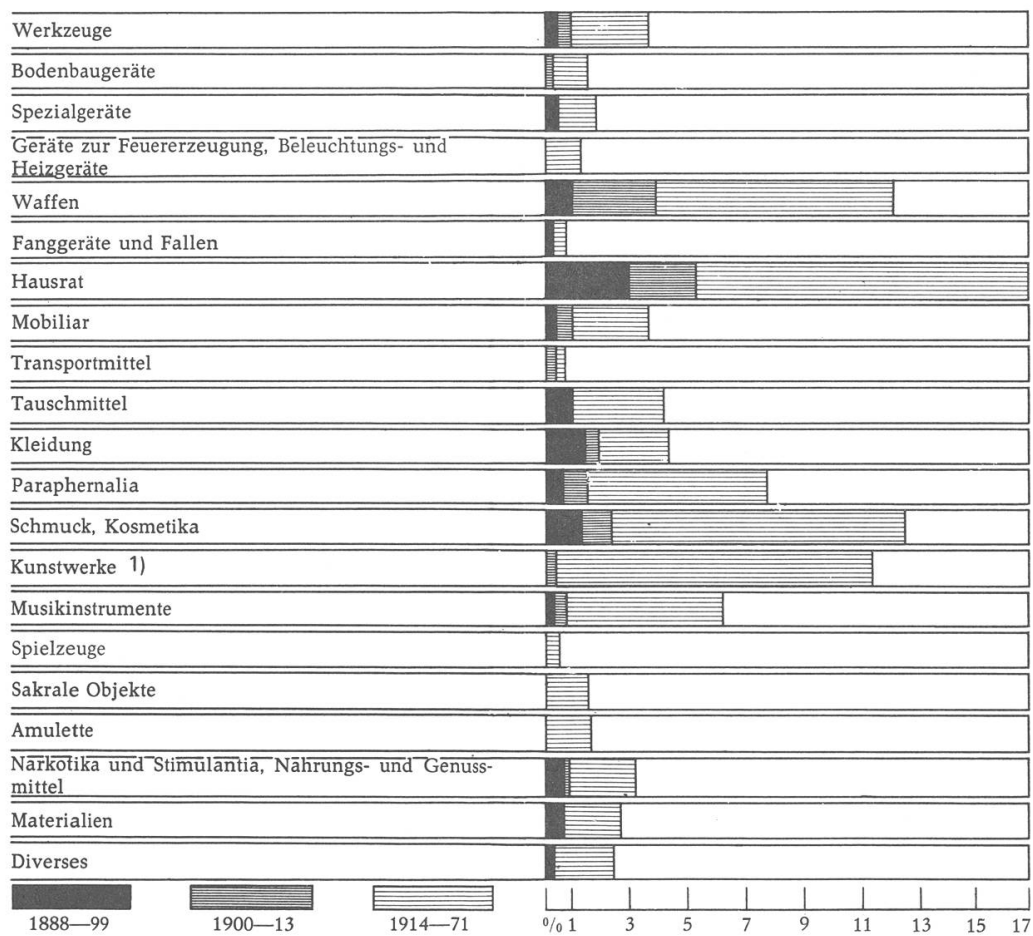 Werkzeuge
Bodenbaugeräte
Spezialgeräte
Geräte zur Feuererzeugung, Beleuchtungs- und
Heizgeräte
Waffen
Fanggeräte und Fallen
Hausrat
Mobiliar
Transportmittel
Tauschmittel
Kleidung
Paraphernalia
Schmuck, Kosmetika
Kunstwerke 1)
Musikinstrumente
Spielzeuge
Sakrale Objekte
Amulette
Narkotika und Stimulantia, Nahrungs- und Genuss-
mittel
Materialien
Diverses
1888—99 1900—13 1914—71 % 1 3 5 7 9 11 13 15 17